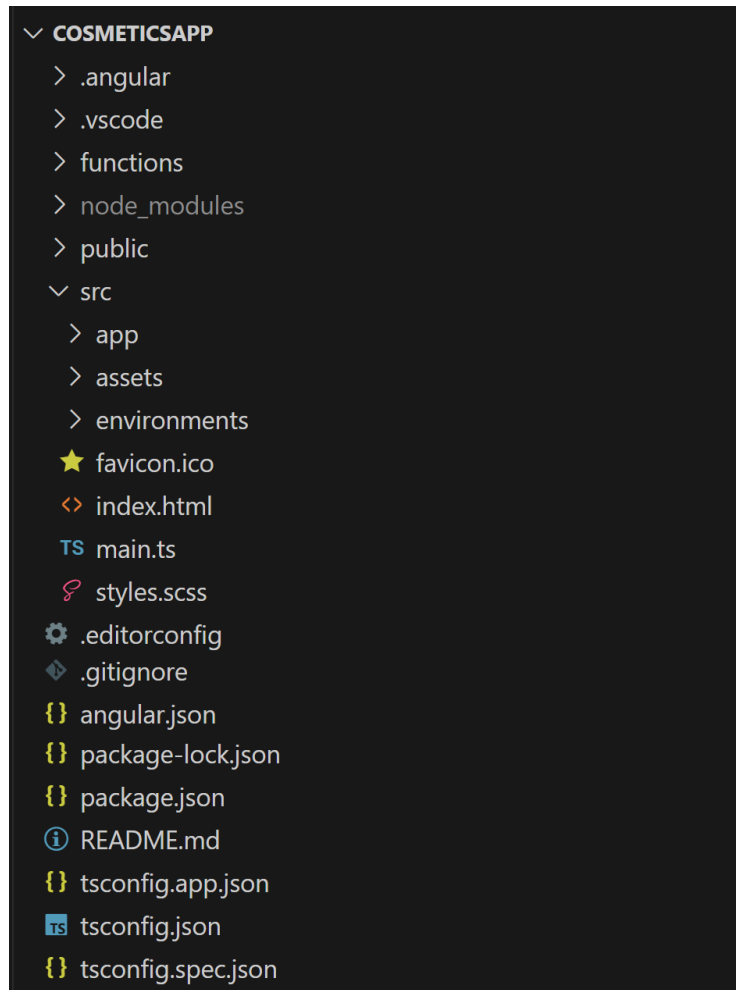 COSMETICSAPP
.angular
.vscode
functions
node_modules
public
src
app
assets
environments
favicon.ico
<> index.html
TS main.ts
styles.scss
.editorconfig
.gitignore
{} angular.json
{} package-lock.json
{} package.json
README.md
{} tsconfig.app.json
TS tsconfig.json
{} tsconfig.spec.json